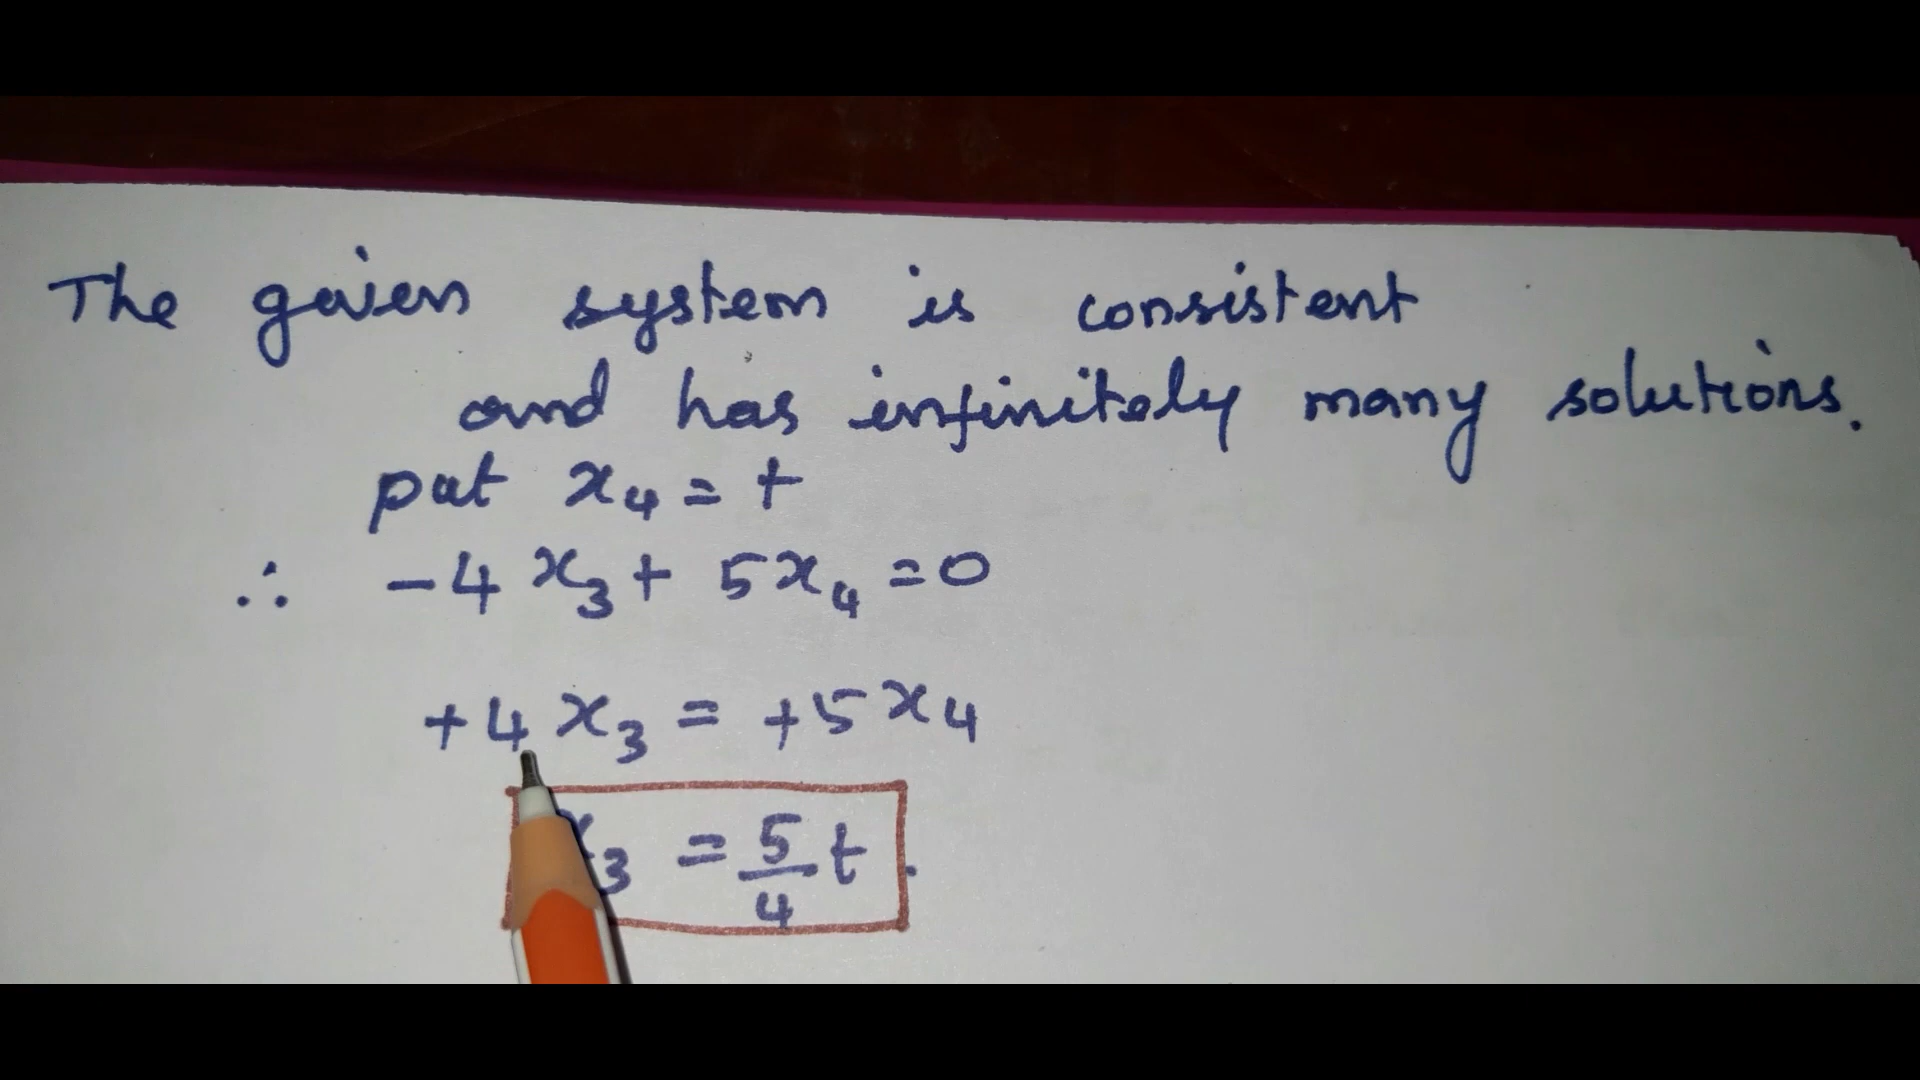 The given system is consistent
and has infinitely many solutions.
put x₄ = t
∴ -4x₃ + 5x₄ = 0
+4x₃ = +5x₄
x₃ = 5/4 t.